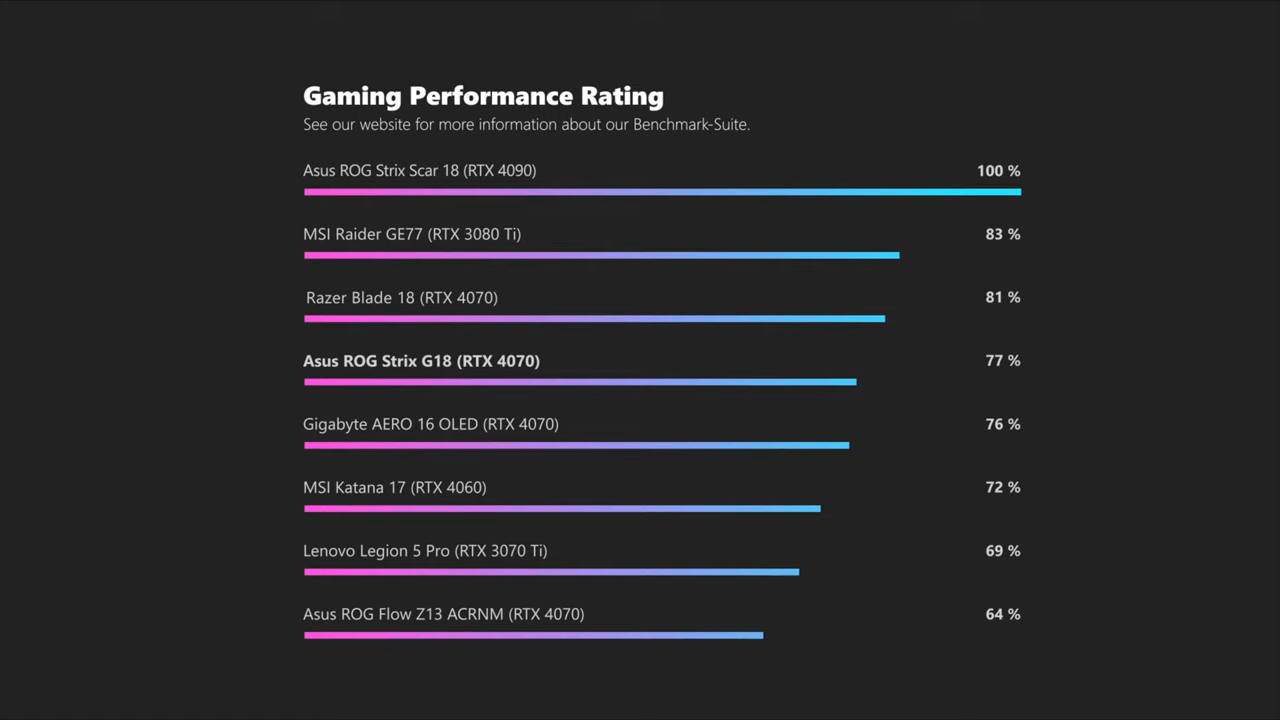 Gaming Performance Rating
See our website for more information about our Benchmark-Suite.
Asus ROG Strix Scar 18 (RTX 4090) 100 %
MSI Raider GE77 (RTX 3080 Ti) 83 %
Razer Blade 18 (RTX 4070) 81 %
Asus ROG Strix G18 (RTX 4070) 77 %
Gigabyte AERO 16 OLED (RTX 4070) 76 %
MSI Katana 17 (RTX 4060) 72 %
Lenovo Legion 5 Pro (RTX 3070 Ti) 69 %
Asus ROG Flow Z13 ACRNM (RTX 4070) 64 %